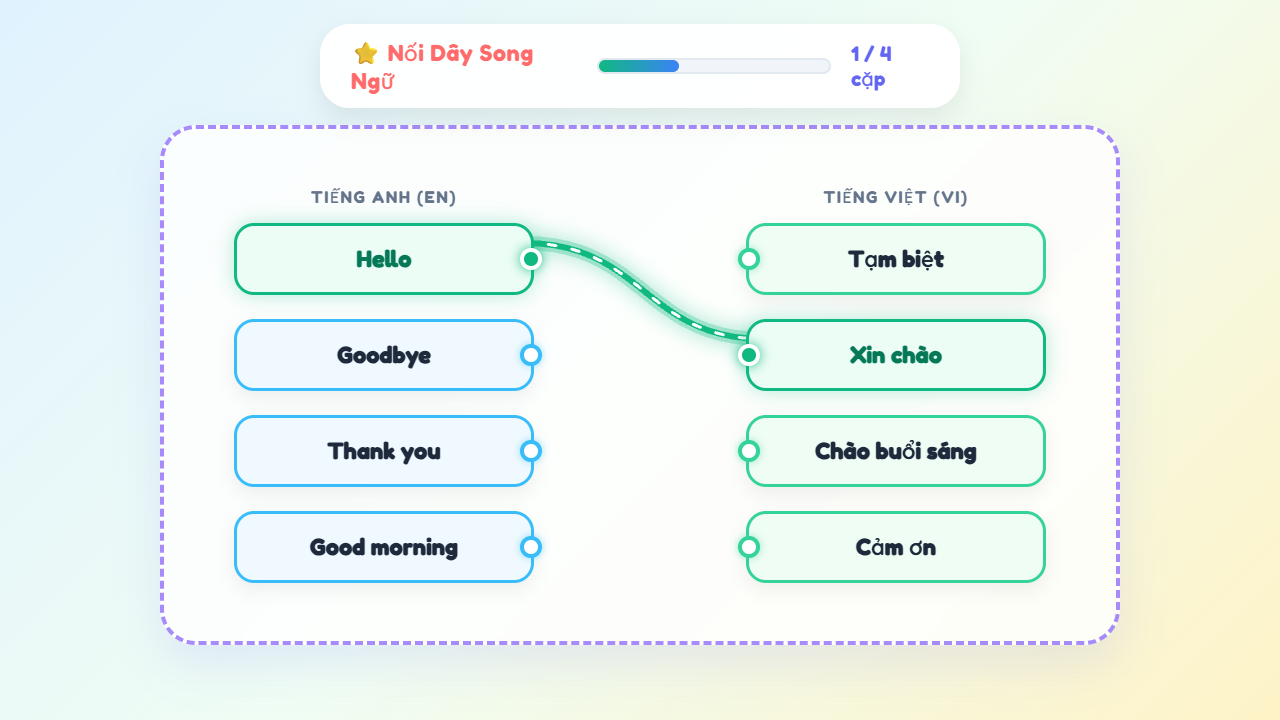 ⭐ Nối Dây Song
Ngữ
1 / 4
cặp
TIẾNG ANH (EN)
TIẾNG VIỆT (VI)
Hello
Tạm biệt
Goodbye
Xin chào
Thank you
Chào buổi sáng
Good morning
Cảm ơn